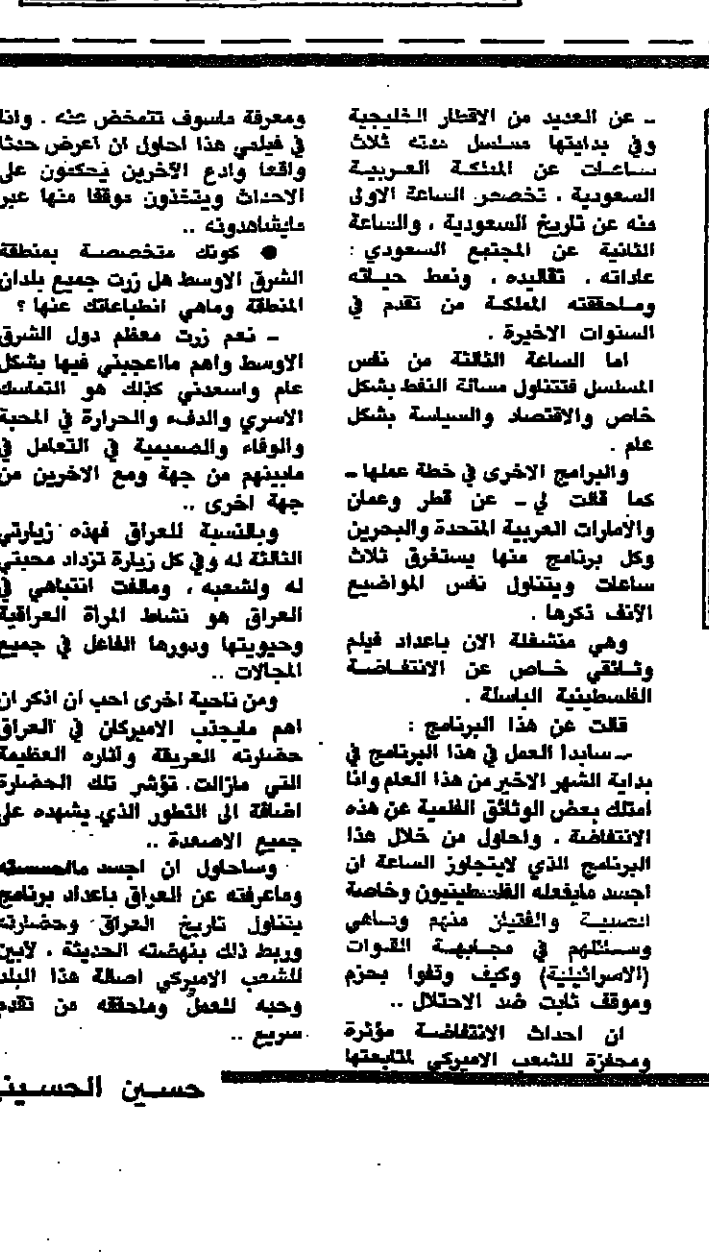 ـ عن العديد من الاقطار الخليجية
وفي بدايتها مسلسل مدته ثلاث
ساعات عن المملكة العربية
السعودية ، تخصص الساعة الاولى
منه عن تاريخ السعودية ، والساعة
الثانية عن المجتمع السعودي :
عاداته ، تقاليده ، ونمط حياته
وماحققته المملكة من تقدم في
السنوات الاخيرة .
اما الساعة الثالثة من نفس
المسلسل فتتناول مسالة النفط بشكل
خاص والاقتصاد والسياسة بشكل
عام .
والبرامج الاخرى في خطة عملها ـ
كما قالت لي ـ عن قطر وعمان
والامارات العربية المتحدة والبحرين
وكل برنامج منها يستغرق ثلاث
ساعات ويتناول نفس المواضيع
الآنف ذكرها .
وهي منشغلة الان باعداد فيلم
وثائقي خاص عن الانتفاضة
الفلسطينية الباسلة .
قالت عن هذا البرنامج :
ـ سابدا العمل في هذا البرنامج في
بداية الشهر الاخير من هذا العام وانا
امتلك بعض الوثائق الفلمية عن هذه
الانتفاضة . واحاول من خلال هذا
البرنامج الذي لايتجاوز الساعة ان
اجسد مايفعله الفلسطينيون وخاصة
الصبية والفتيان منهم وماهي
وسائلهم في مجابهة القوات
(الاسرائيلية) وكيف وقفوا بحزم
وموقف ثابت ضد الاحتلال ..
ان احداث الانتفاضة مؤثرة
ومحفزة للشعب الاميركي لمتابعتها
ومعرفة ماسوف تتمخض عنه . وانا
في فيلمي هذا احاول ان اعرض حدثا
واقعا وادع الآخرين يحكمون على
الاحداث ويتخذون موقفا منها عبر
مايشاهدونه ..
● كونك متخصصة بمنطقة
الشرق الاوسط هل زرت جميع بلدان
المنطقة وماهي انطباعاتك عنها ؟
ـ نعم زرت معظم دول الشرق
الاوسط واهم مااعجبني فيها بشكل
عام واسعدني كذلك هو التماسك
الاسري والدفء والحرارة في المحبة
والوفاء والصميمية في التعامل في
مابينهم من جهة ومع الاخرين من
جهة اخرى ..
وبالنسبة للعراق فهذه زيارتي
الثالثة له وفي كل زيارة تزداد محبتي
له ولشعبه ، ومالفت انتباهي في
العراق هو نشاط المرأة العراقية
وحيويتها ودورها الفاعل في جميع
المجالات ..
ومن ناحية اخرى احب ان اذكر ان
اهم مايجذب الاميركان في العراق
حضارته العريقة وآثاره العظيمة
التي مازالت تؤشر تلك الحضارة
اضافة الى التطور الذي يشهده على
جميع الاصعدة ..
وساحاول ان اجسد مااحسسته
وماعرفته عن العراق باعداد برنامج
يتناول تاريخ العراق وحضارته
وربط ذلك بنهضته الحديثة ، لأبين
للشعب الاميركي اصالة هذا البلد
وحبه للعمل وماحققه من تقدم
سريع ..
حسين الحسيني